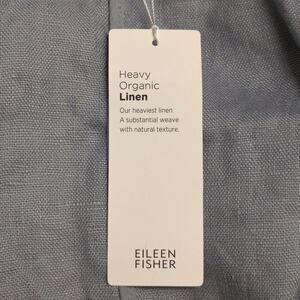 Heavy
Organic
Linen
Our heaviest linen.
A substantial weave
with natural texture.
EILEEN
FISHER